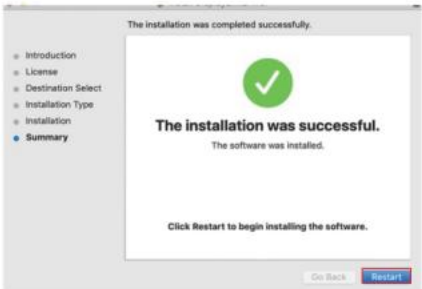 The installation was completed successfully.
Introduction
License
Destination Select
Installation Type
Installation
Summary
The installation was successful.
The software was installed.
Click Restart to begin installing the software.
Go Back
Restart